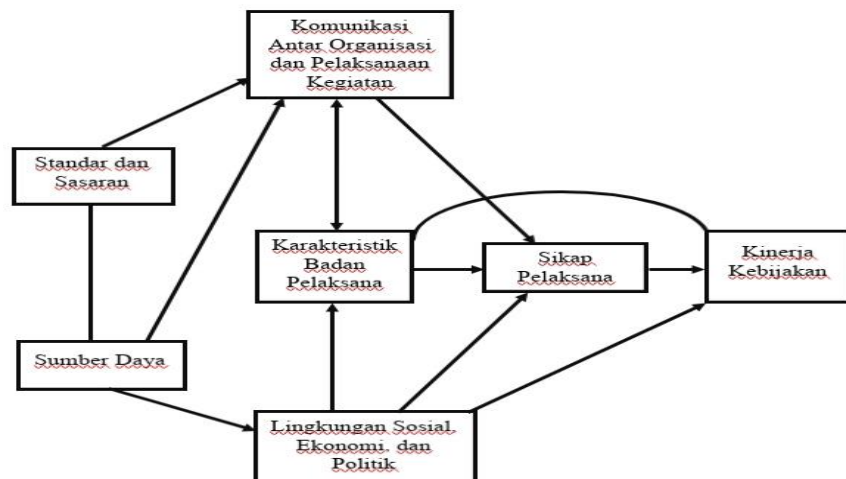 Komunikasi
Antar Organisasi
dan Pelaksanaan
Kegiatan
Standar dan
Sasaran
Karakteristik
Badan
Pelaksana
Sikap
Pelaksana
Kinerja
Kebijakan
Sumber Daya
Lingkungan Sosial,
Ekonomi, dan
Politik